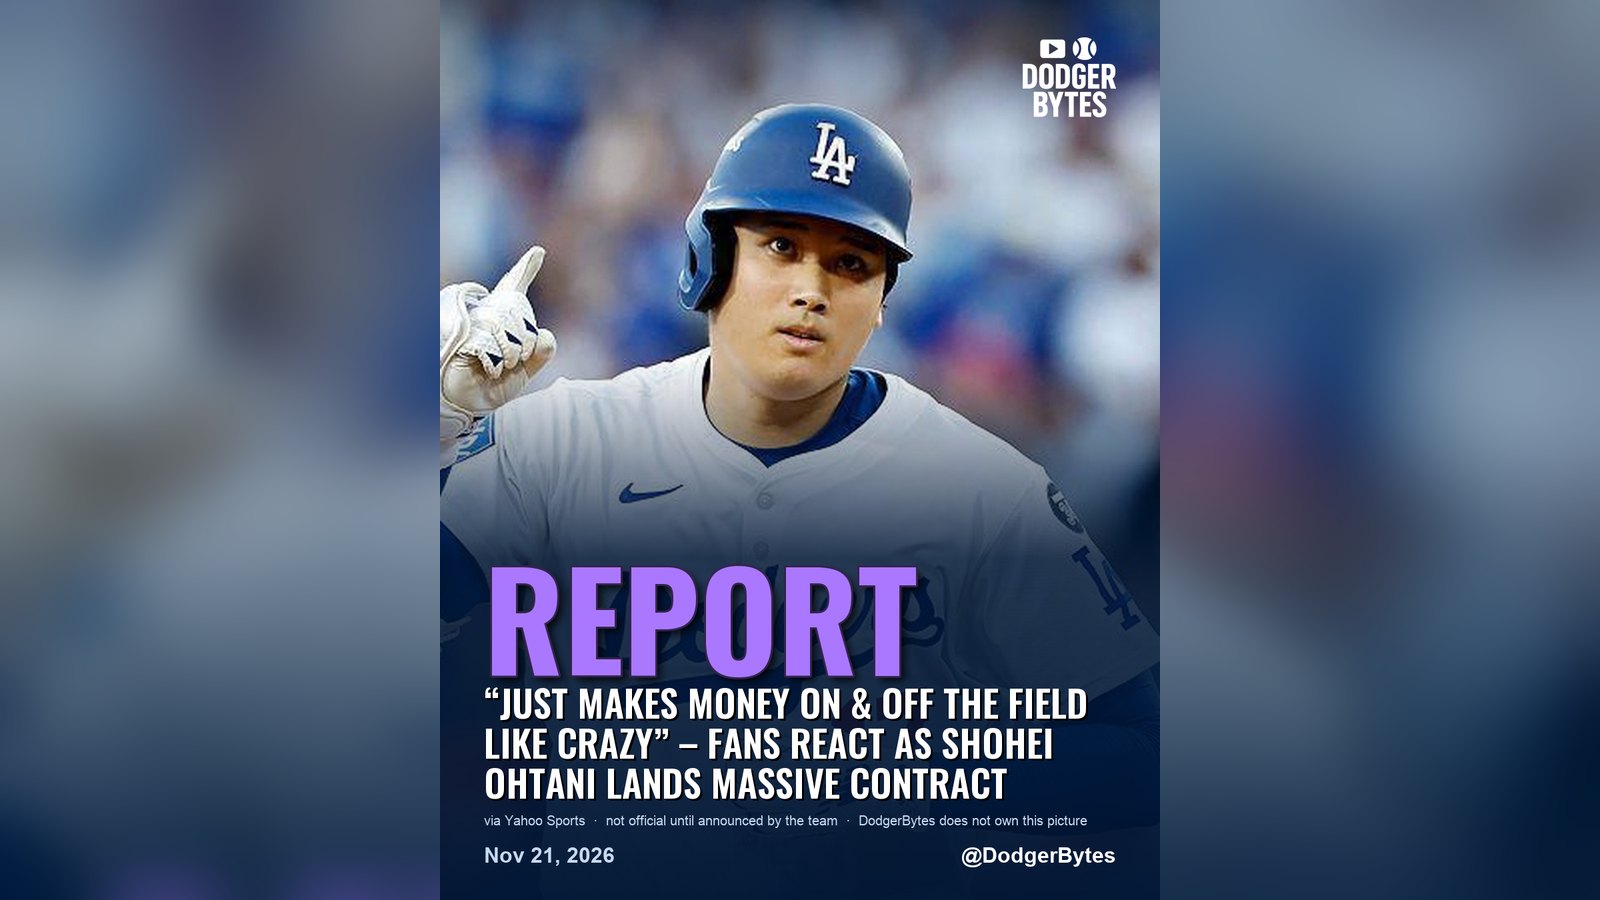 DODGER
BYTES
LA
REPORT
“JUST MAKES MONEY ON & OFF THE FIELD
LIKE CRAZY” – FANS REACT AS SHOHEI
OHTANI LANDS MASSIVE CONTRACT
via Yahoo Sports · not official until announced by the team · DodgerBytes does not own this picture
Nov 21, 2026
@DodgerBytes